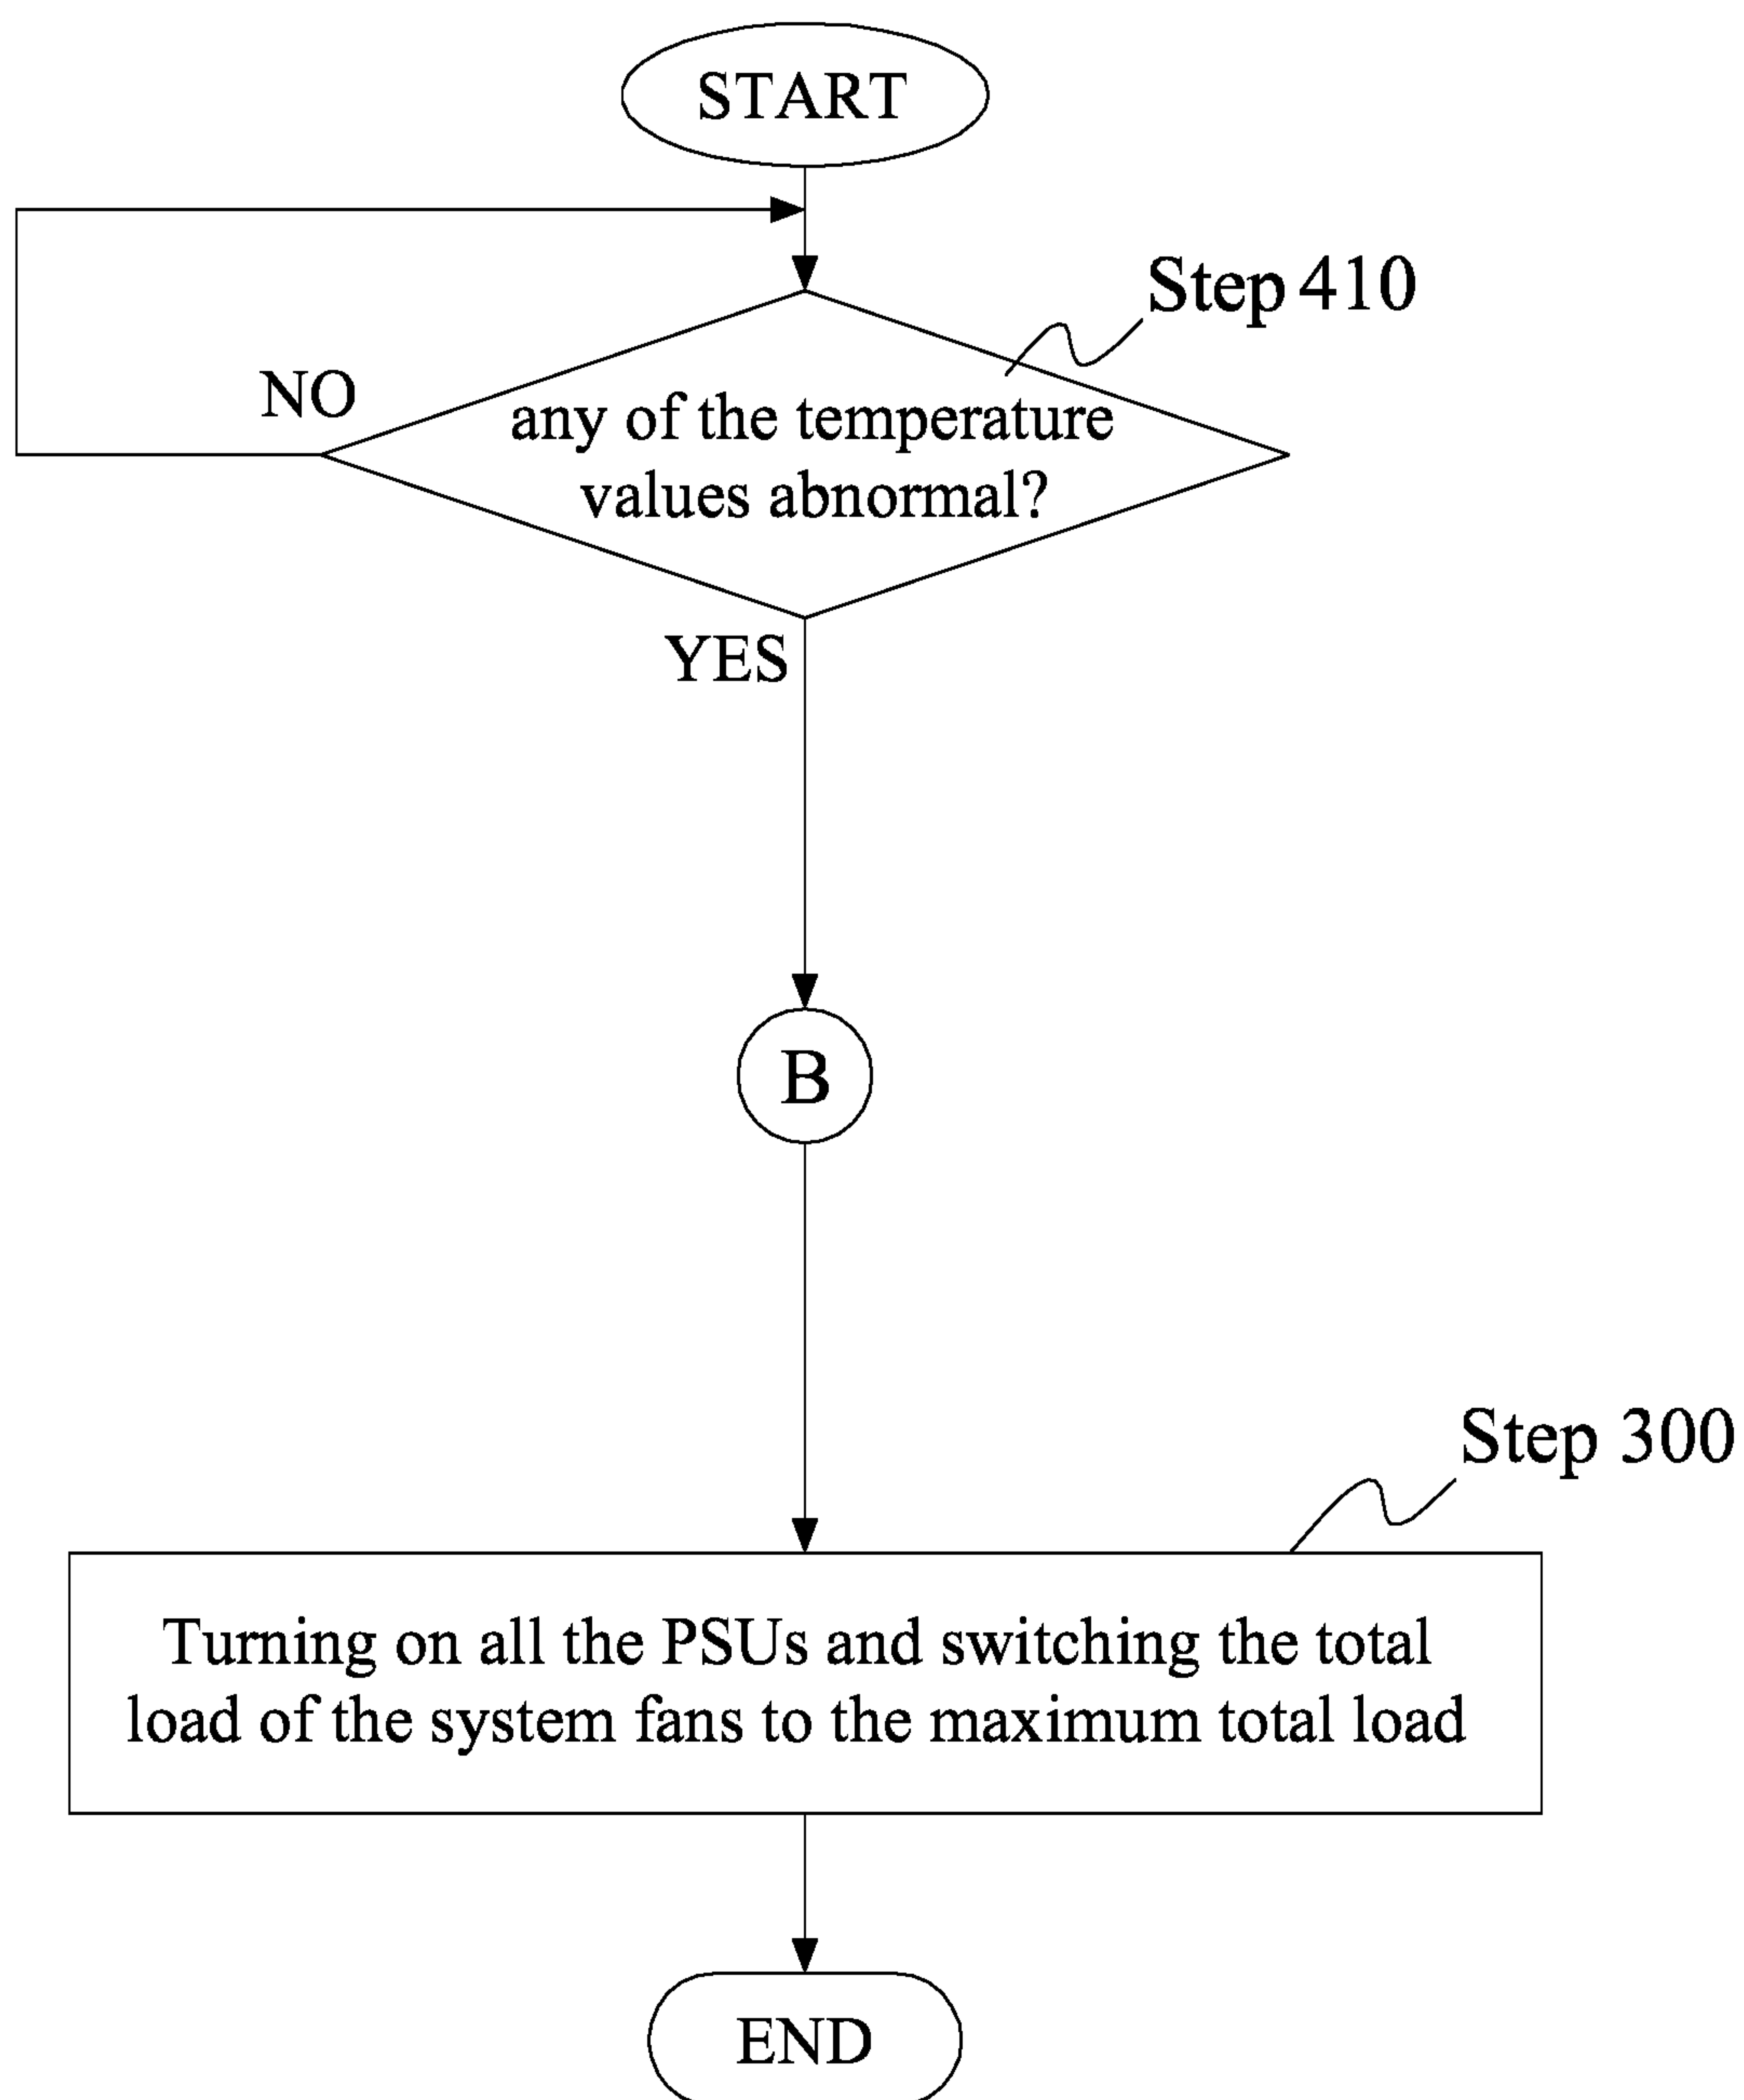 START
Step 410
NO
any of the temperature
values abnormal?
YES
B
Step 300
Turning on all the PSUs and switching the total
load of the system fans to the maximum total load
END